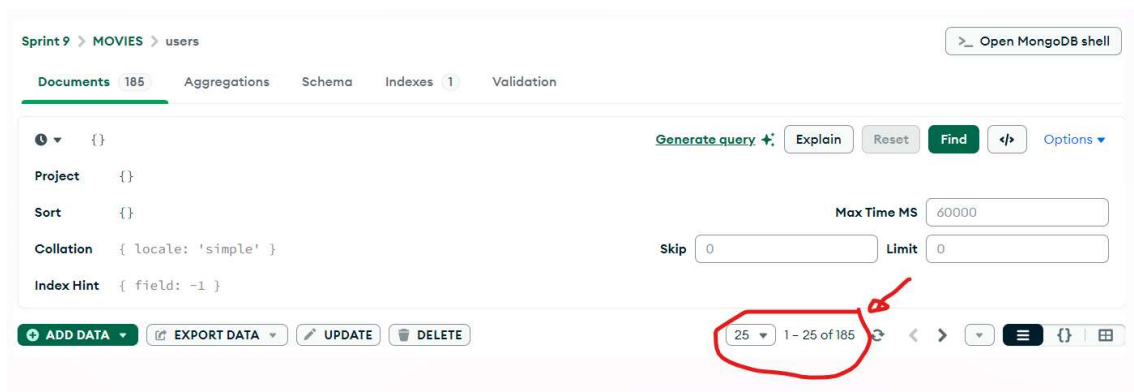 Sprint 9 > MOVIES > users
>_ Open MongoDB shell
Documents 185 Aggregations Schema Indexes 1 Validation
{} Generate query Explain Reset Find </> Options
Project {}
Sort {} Max Time MS 60000
Collation { locale: 'simple' } Skip 0 Limit 0
Index Hint { field: -1 }
ADD DATA EXPORT DATA UPDATE DELETE 25 1 – 25 of 185 {}